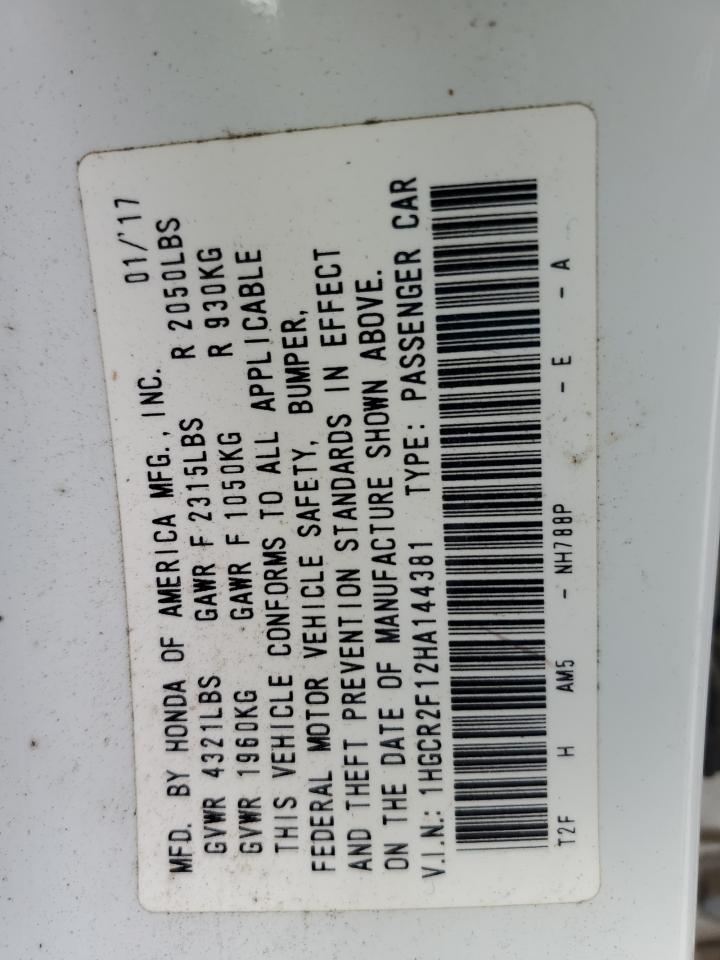 MFD. BY HONDA OF AMERICA MFG., INC. 01/'17
GVWR 4321LBS GAWR F 2315LBS R 2050LBS
GVWR 1960KG GAWR F 1050KG R 930KG
THIS VEHICLE CONFORMS TO ALL APPLICABLE
FEDERAL MOTOR VEHICLE SAFETY, BUMPER,
AND THEFT PREVENTION STANDARDS IN EFFECT
ON THE DATE OF MANUFACTURE SHOWN ABOVE.
V.I.N.: 1HGCR2F12HA144381 TYPE: PASSENGER CAR
T2F H AM5 - NH788P - E - A